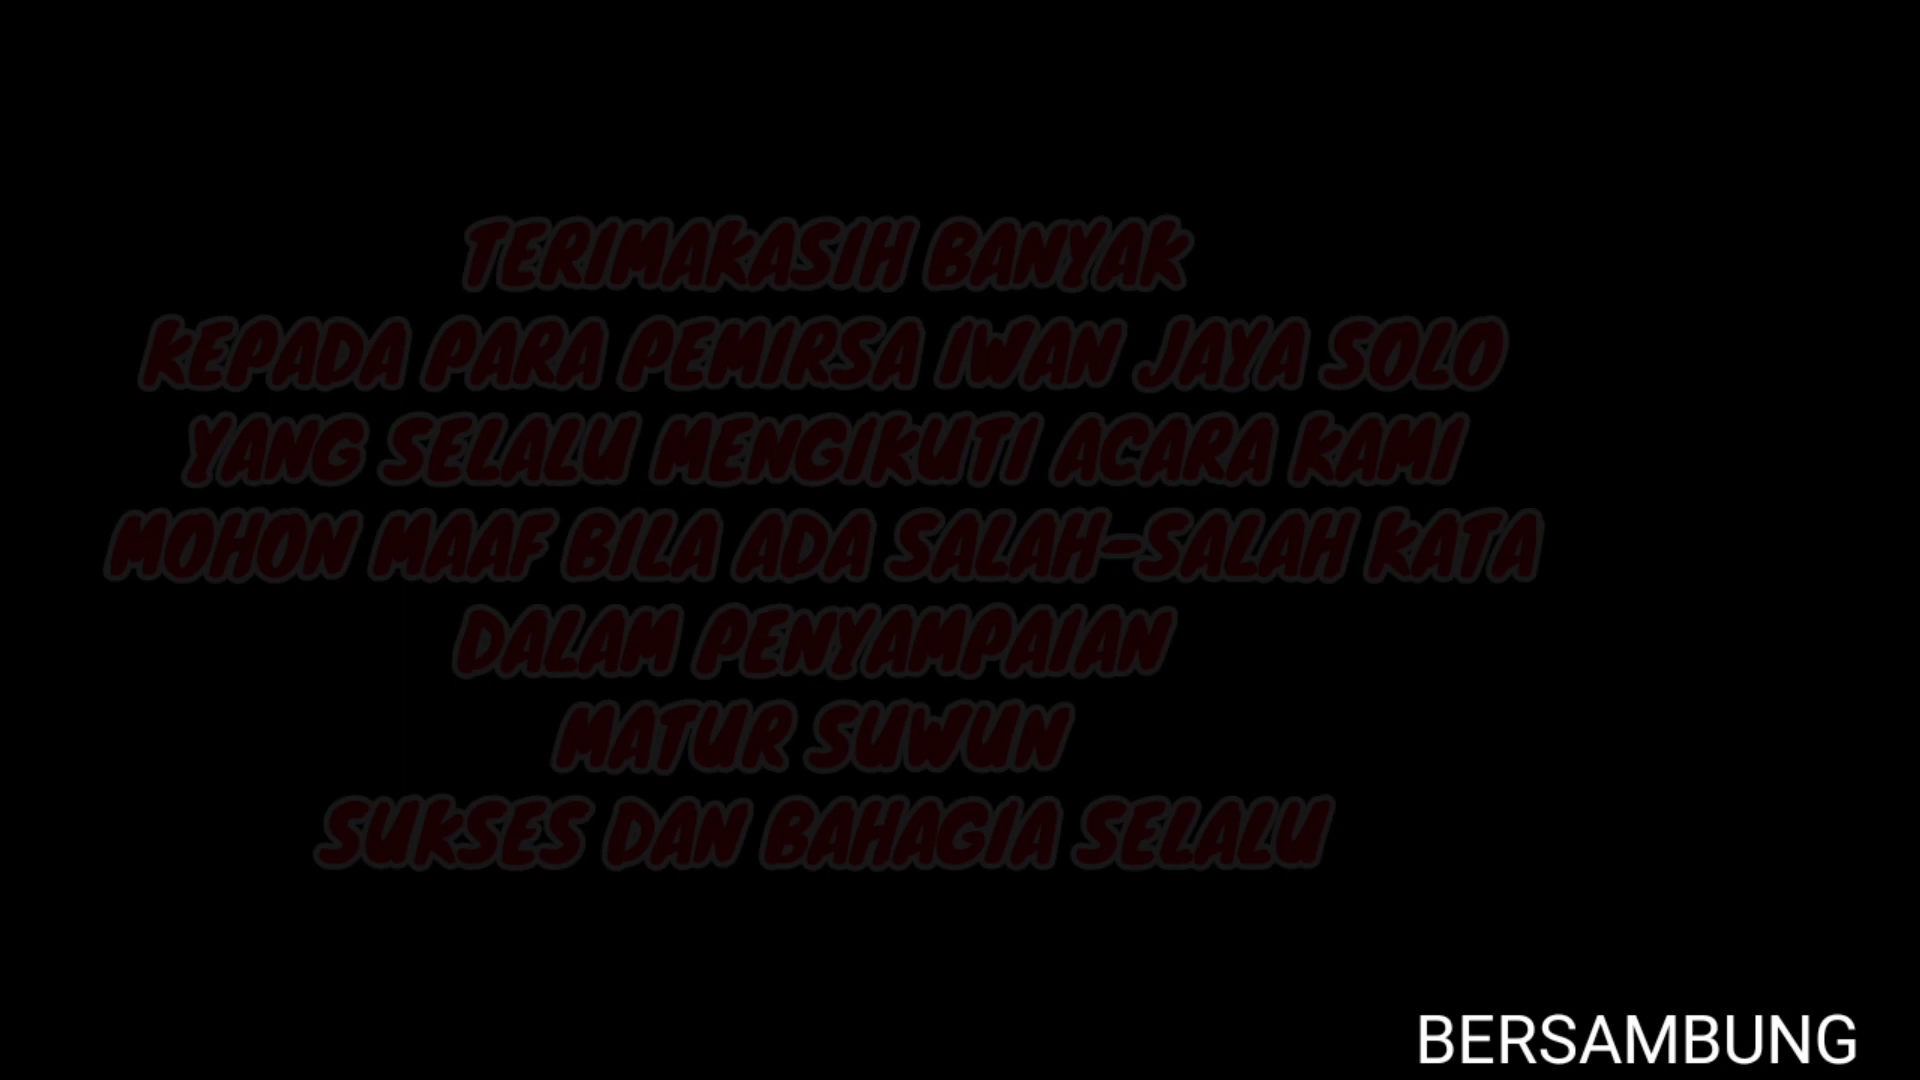 TERIMAKASIH BANYAK
KEPADA PARA PEMIRSA IWAN JAYA SOLO
YANG SELALU MENGIKUTI ACARA KAMI
MOHON MAAF BILA ADA SALAH-SALAH KATA
DALAM PENYAMPAIAN
MATUR SUWUN
SUKSES DAN BAHAGIA SELALU
BERSAMBUNG